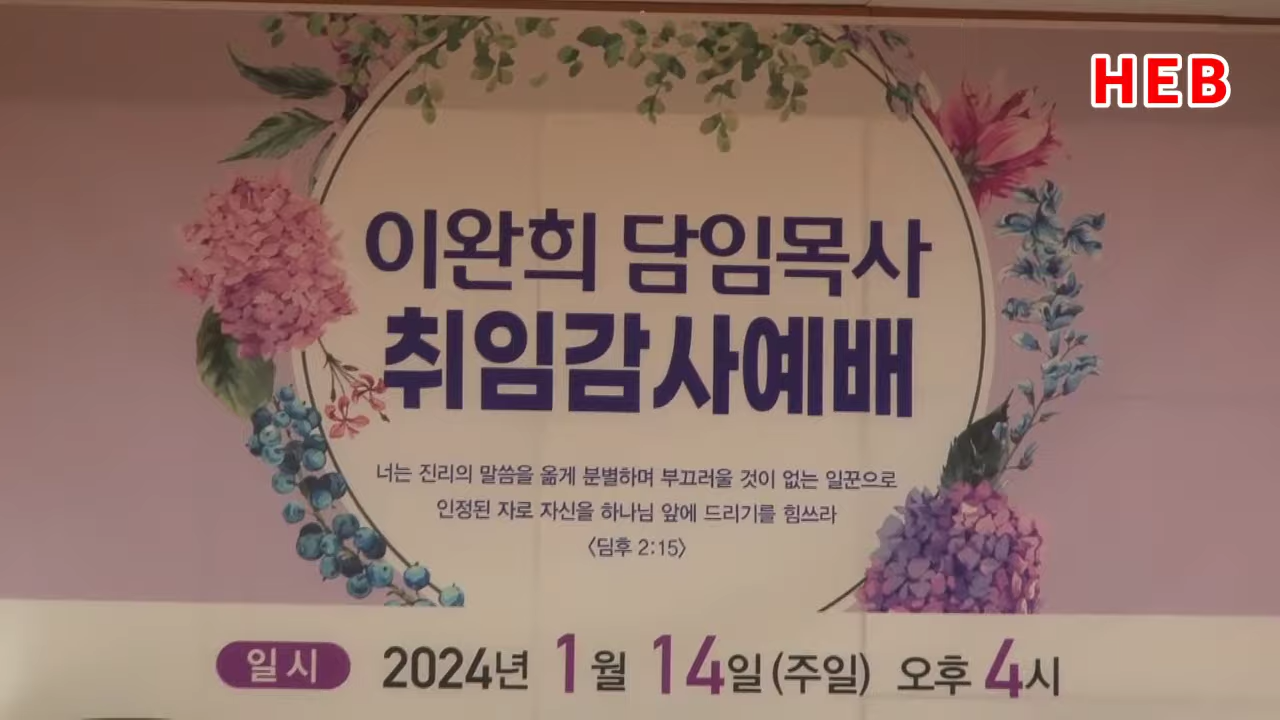 HEB
이완희 담임목사
취임감사예배
너는 진리의 말씀을 옳게 분별하며 부끄러울 것이 없는 일꾼으로
인정된 자로 자신을 하나님 앞에 드리기를 힘쓰라
<딤후 2:15>
일시 2024년 1월 14일(주일) 오후 4시